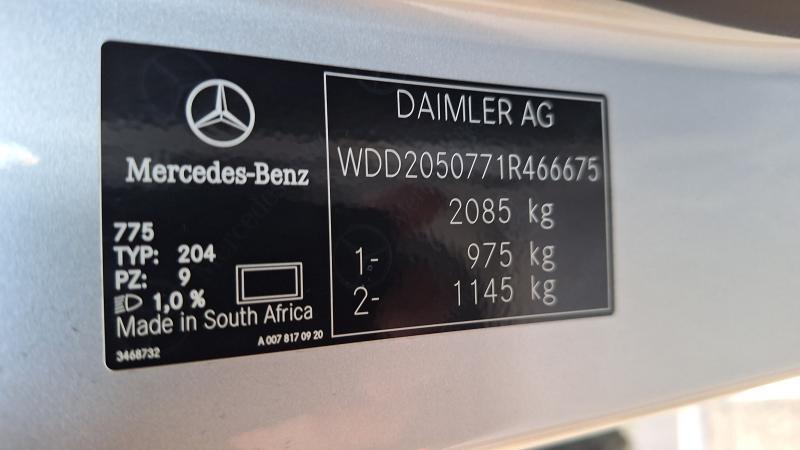 Mercedes-Benz
775
TYP: 204
PZ: 9
1,0 %
Made in South Africa
3468732
A 007 817 09 20
DAIMLER AG
WDD2050771R466675
2085 kg
1- 975 kg
2- 1145 kg